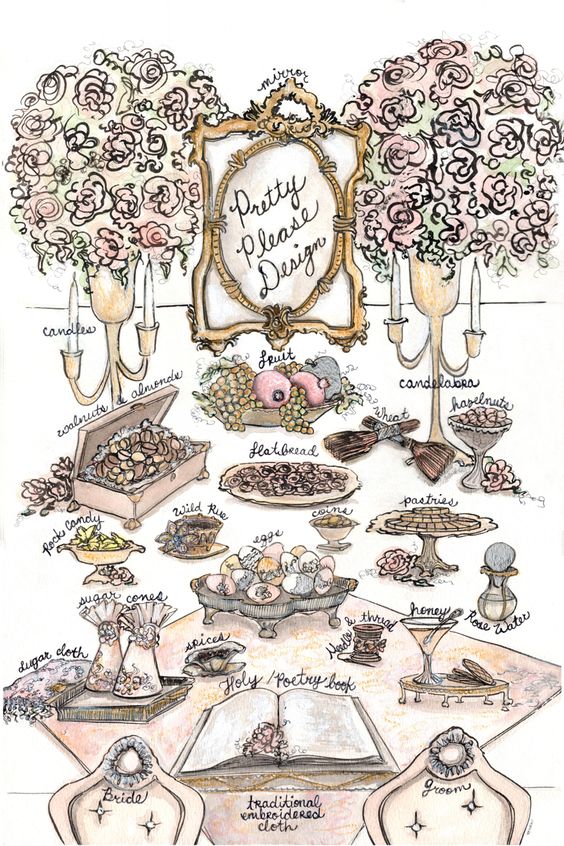 mirror
Pretty
Please
Design
candles
candelabra
fruit
walnuts & almonds
wheat
hazelnuts
flatbread
Rock Candy
Wild Rue
coins
pastries
eggs
sugar cones
Needle & thread
honey
Rose Water
sugar cloth
spices
Holy/Poetry book
Bride
traditional
embroidered
cloth
Groom